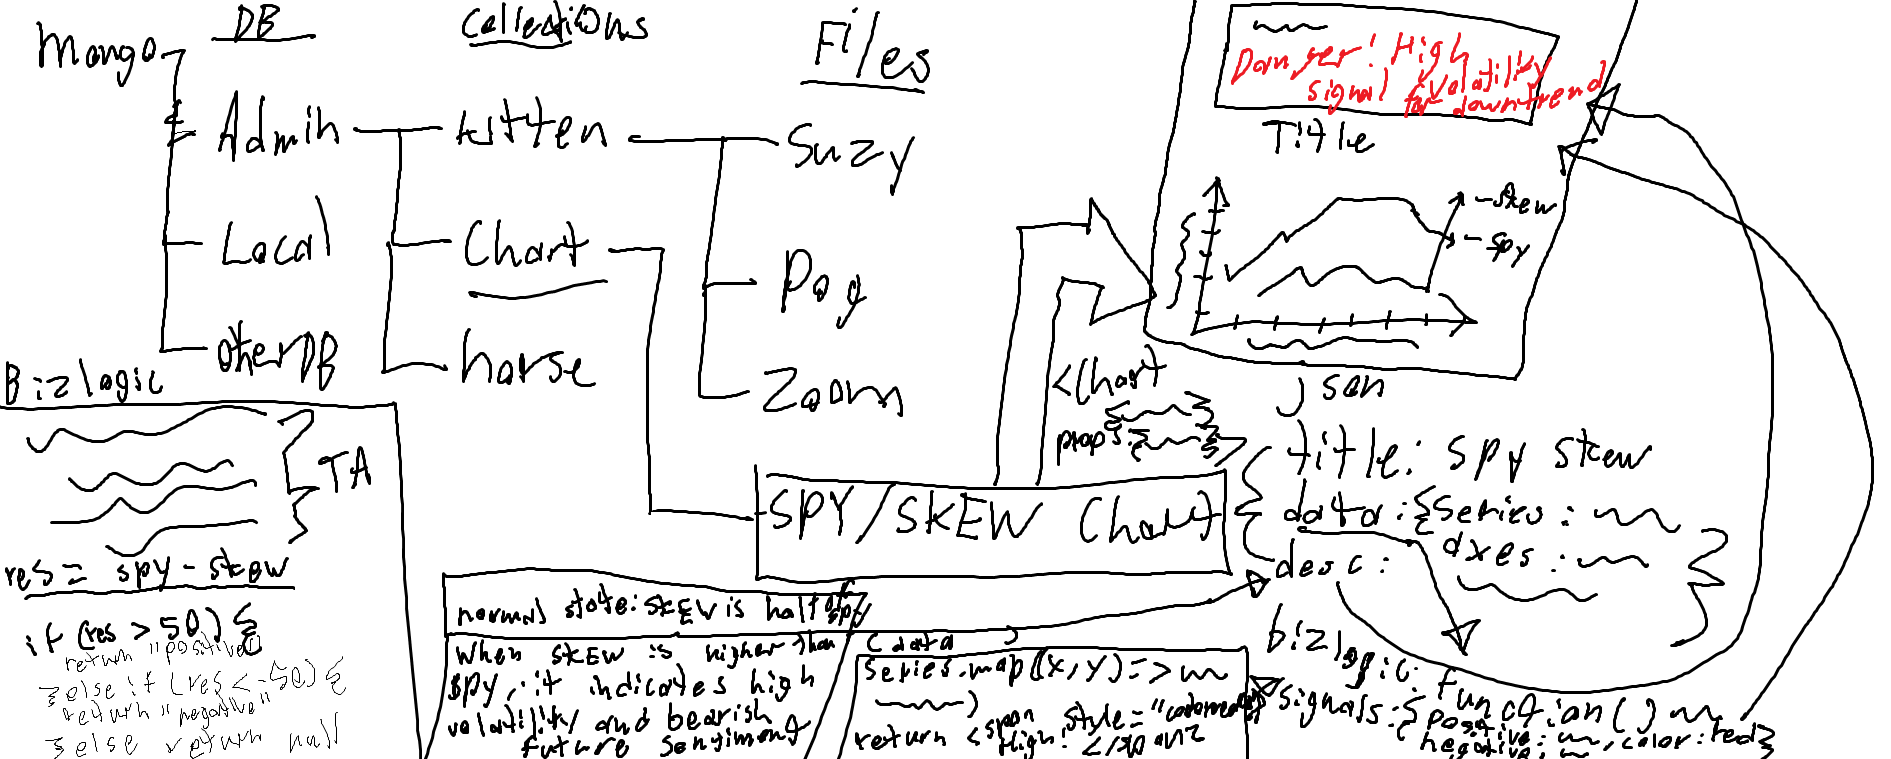 Mongo
DB
Admin
Local
otherDB
Collections
kitten
Chart
horse
Files
Suzy
Dog
Zoom
SPY/SKEW Chart
Danger! High
Volatility
signal for downtrend
Title
-skew
-spy
<Chart
props:{ }
json
{ title: spy skew
data: {series:
axes:
}
desc:
bizlogic: function()
signals: {positive:
negative: , color: red}
Bizlogic
TA
res = spy - skew
if (res > 50) {
return "positive"
} else if (res < -50) {
return "negative"
} else return null
normal state: SKEW is half of spy
When SKEW is higher than
spy, it indicates high
volatility and bearish
future sentiment
(data)
series.map((x,y) =>
)
return <span style="
High! </span>